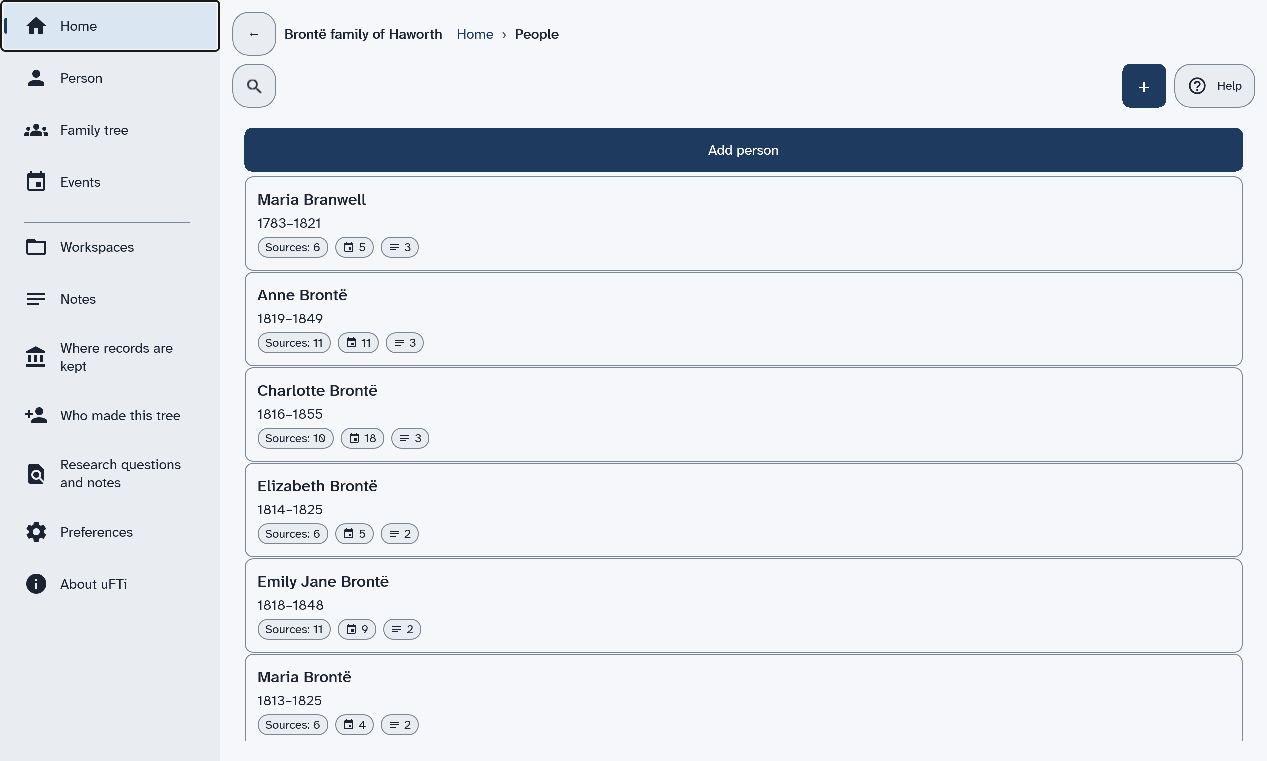 Home
Person
Family tree
Events
Workspaces
Notes
Where records are
kept
Who made this tree
Research questions
and notes
Preferences
About uFTi
← Brontë family of Haworth Home › People
+ Help
Add person
Maria Branwell
1783–1821
Sources: 6 5 3
Anne Brontë
1819–1849
Sources: 11 11 3
Charlotte Brontë
1816–1855
Sources: 10 18 3
Elizabeth Brontë
1814–1825
Sources: 6 5 2
Emily Jane Brontë
1818–1848
Sources: 11 9 2
Maria Brontë
1813–1825
Sources: 6 4 2